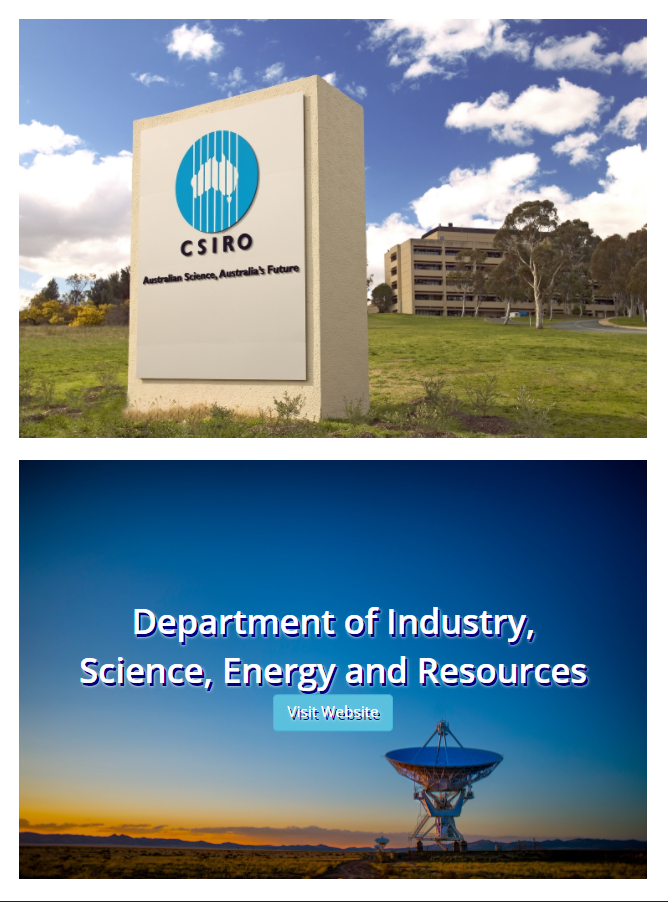 CSIRO
Australian Science, Australia's Future
Department of Industry,
Science, Energy and Resources
Visit Website